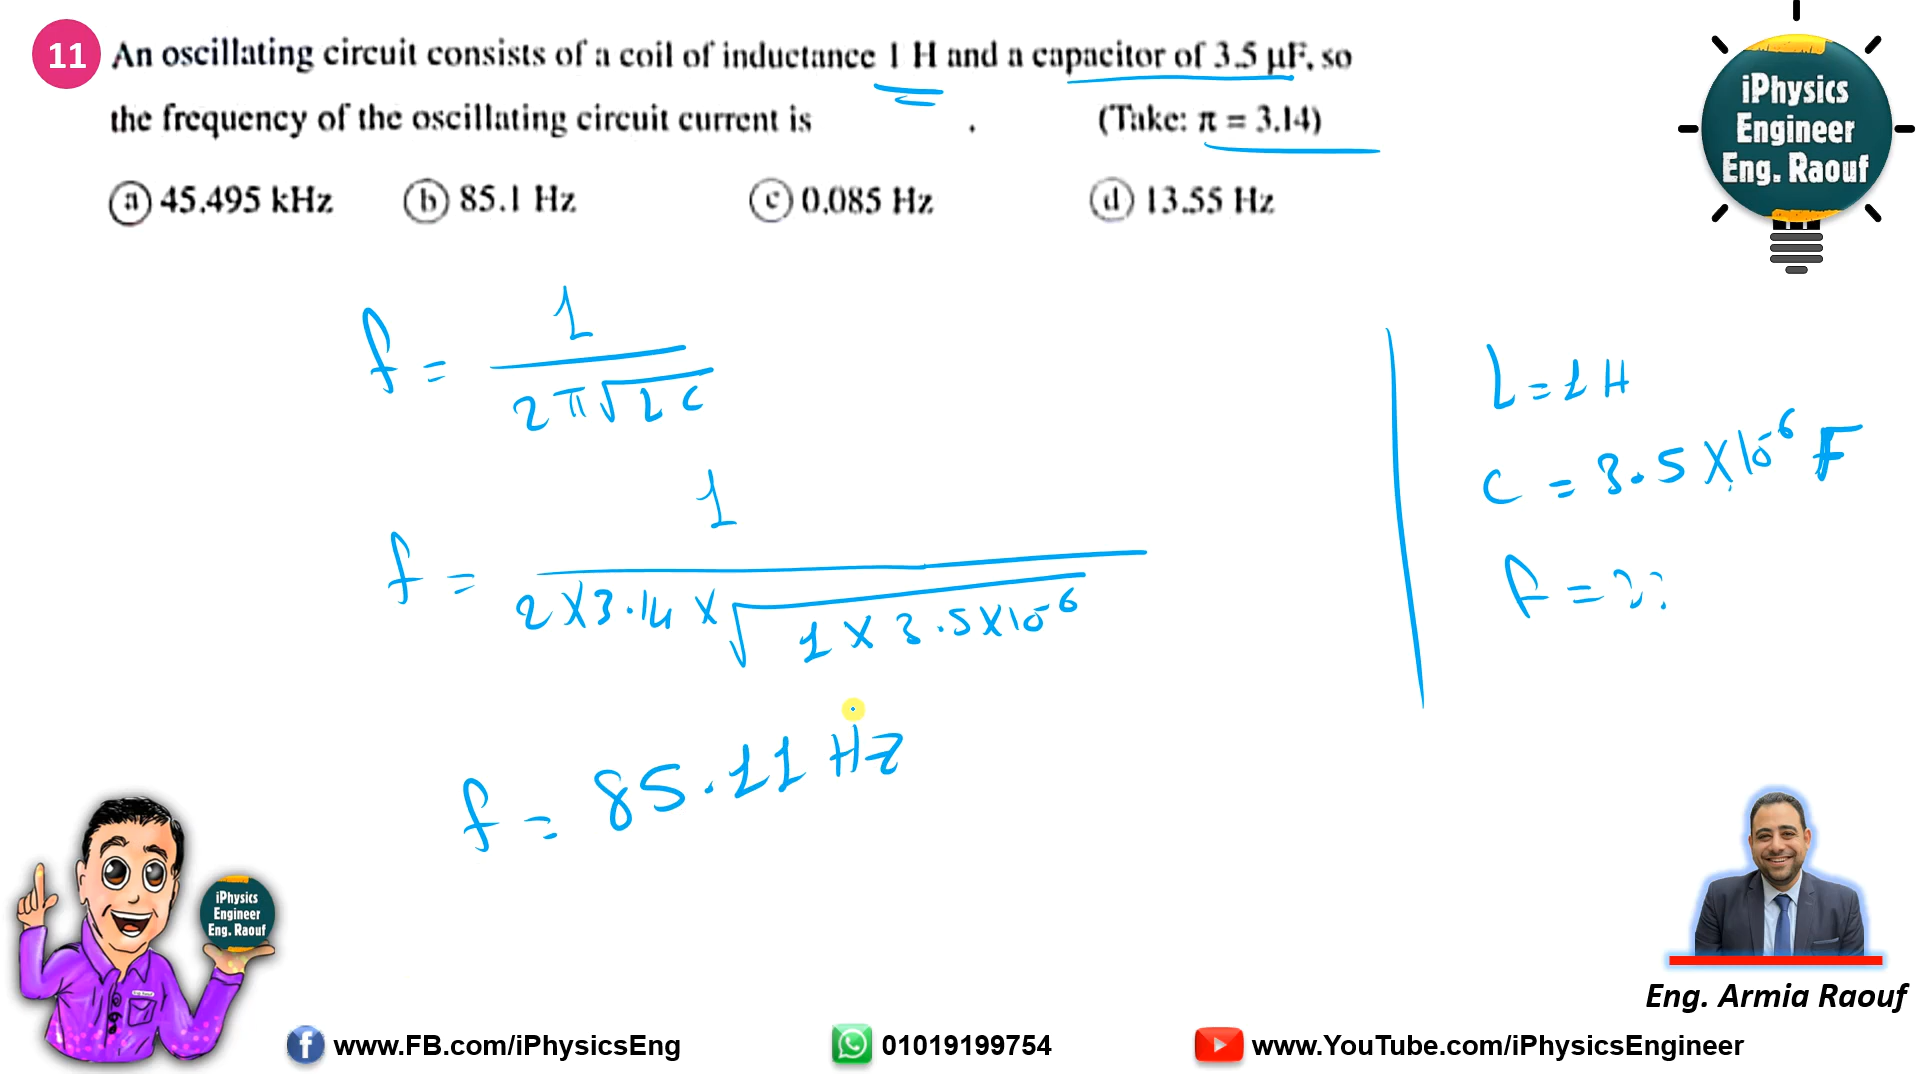 11 An oscillating circuit consists of a coil of inductance 1 H and a capacitor of 3.5 μF, so
the frequency of the oscillating circuit current is . (Take: π = 3.14)
a 45.495 kHz b 85.1 Hz c 0.085 Hz d 13.55 Hz
iPhysics
Engineer
Eng. Raouf
f = 1 / 2π√LC
L = 1 H
C = 3.5 × 10⁻⁶ F
f = ??
f = 1 / 2 × 3.14 × √1 × 3.5 × 10⁻⁶
f = 85.11 Hz
iPhysics
Engineer
Eng. Raouf
Eng. Armia Raouf
www.FB.com/iPhysicsEng
01019199754
www.YouTube.com/iPhysicsEngineer